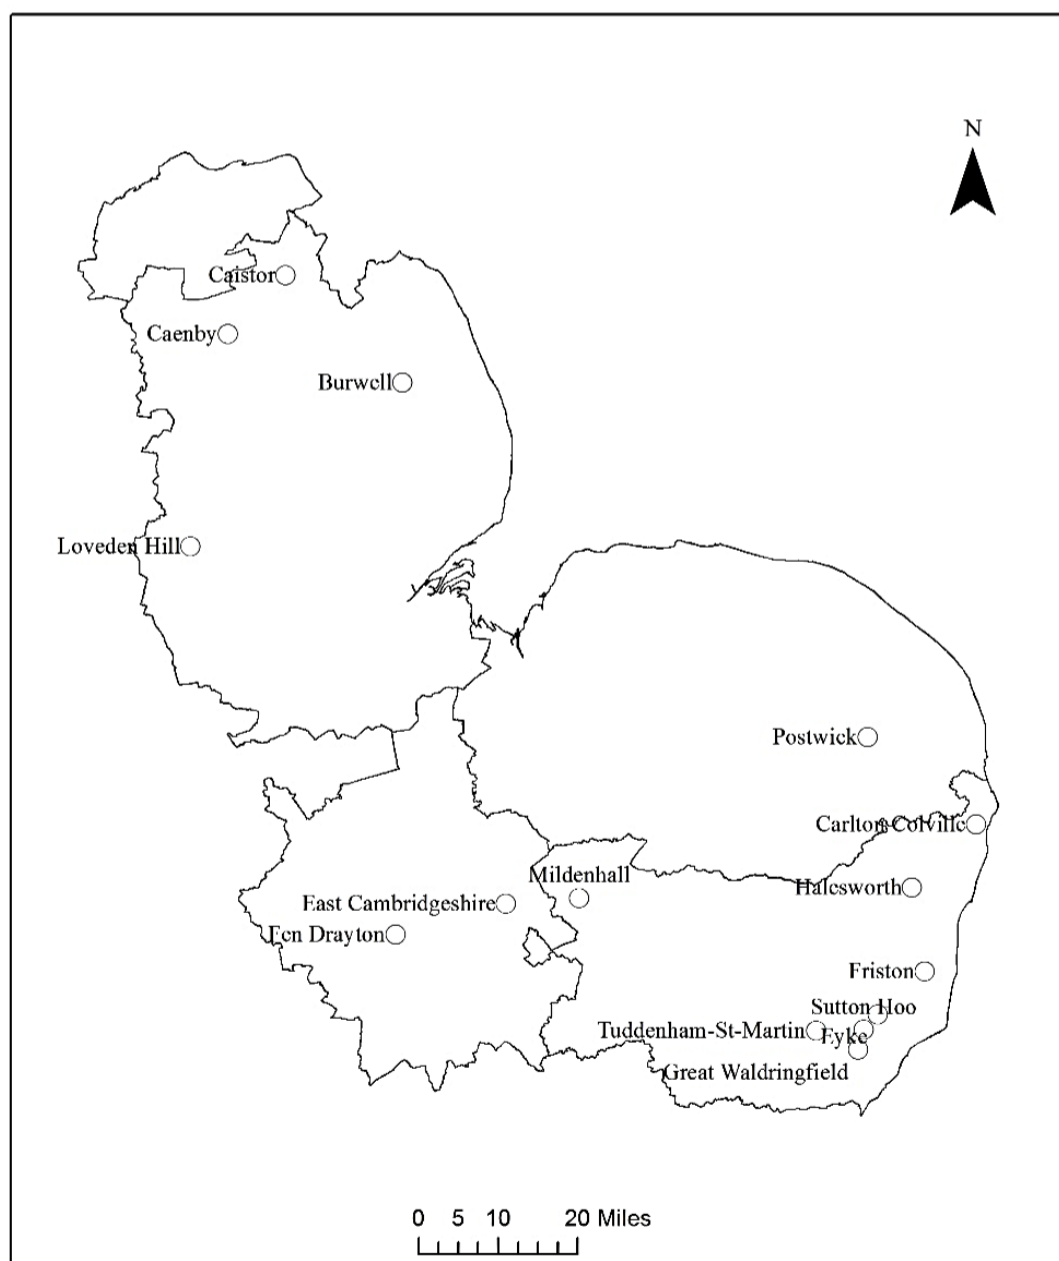 N
Caistor
Caenby
Burwell
Loveden Hill
Postwick
Carlton Colville
Mildenhall
Halesworth
East Cambridgeshire
Fen Drayton
Friston
Sutton Hoo
Tuddenham-St-Martin
Eyke
Great Waldringfield
0 5 10 20 Miles